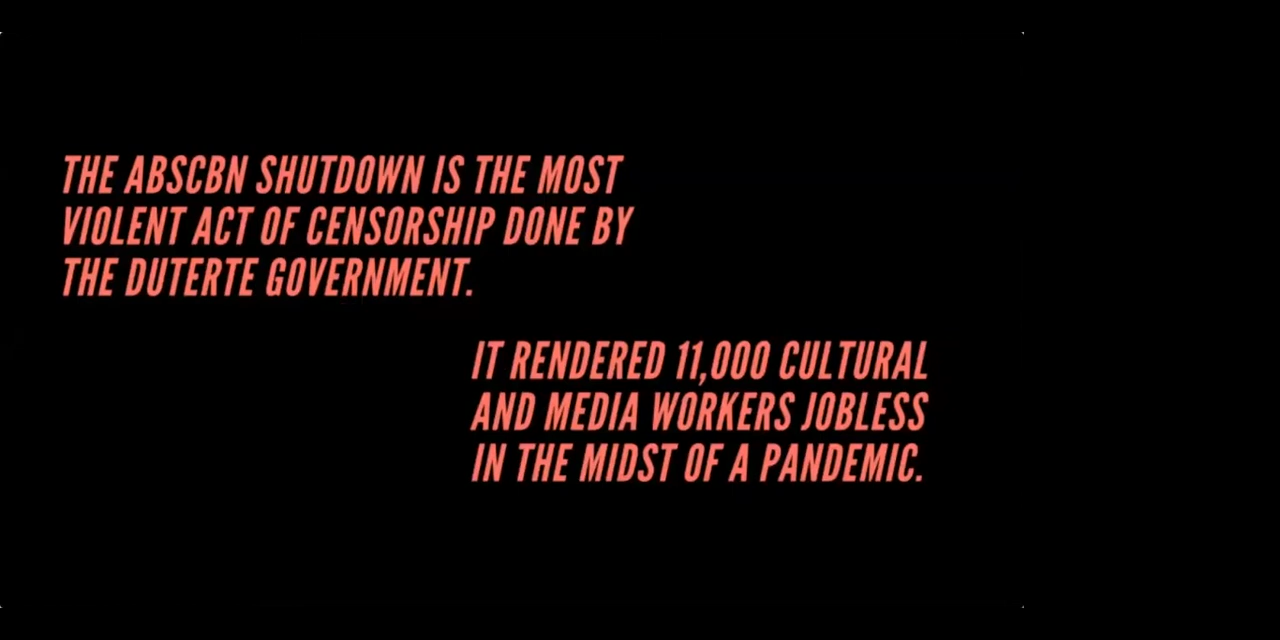 THE ABSCBN SHUTDOWN IS THE MOST
VIOLENT ACT OF CENSORSHIP DONE BY
THE DUTERTE GOVERNMENT.
IT RENDERED 11,000 CULTURAL
AND MEDIA WORKERS JOBLESS
IN THE MIDST OF A PANDEMIC.